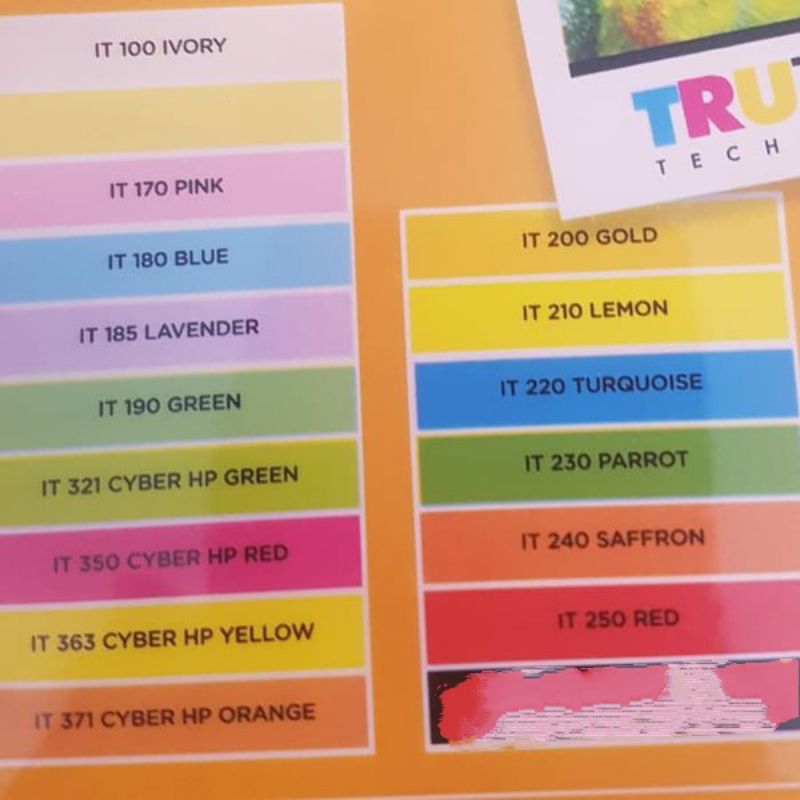 IT 100 IVORY
IT 170 PINK
IT 180 BLUE
IT 185 LAVENDER
IT 190 GREEN
IT 321 CYBER HP GREEN
IT 350 CYBER HP RED
IT 363 CYBER HP YELLOW
IT 371 CYBER HP ORANGE
TRU
TECH
IT 200 GOLD
IT 210 LEMON
IT 220 TURQUOISE
IT 230 PARROT
IT 240 SAFFRON
IT 250 RED